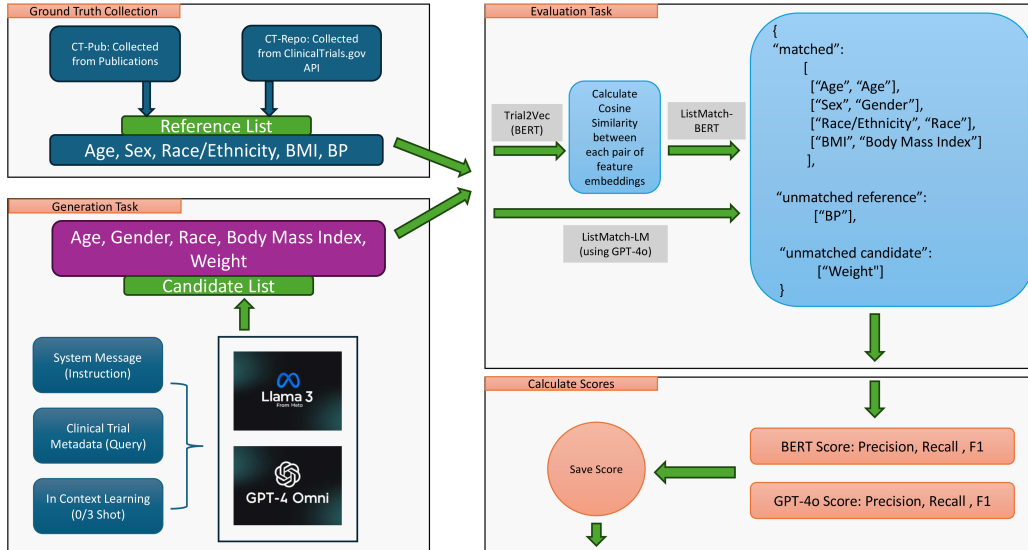 Ground Truth Collection
CT-Pub: Collected
from Publications
CT-Repo: Collected
from ClinicalTrials.gov
API
Reference List
Age, Sex, Race/Ethnicity, BMI, BP
Generation Task
Age, Gender, Race, Body Mass Index,
Weight
Candidate List
System Message
(Instruction)
Clinical Trial
Metadata (Query)
In Context Learning
(0/3 Shot)
Llama 3
From Meta
GPT-4 Omni
Evaluation Task
Trial2Vec
(BERT)
Calculate
Cosine
Similarity
between
each pair of
feature
embeddings
ListMatch-
BERT
ListMatch-LM
(using GPT-4o)
{
“matched”:
[
[“Age”, “Age”],
[“Sex”, “Gender”],
[“Race/Ethnicity”, “Race”],
[“BMI”, “Body Mass Index”]
],
“unmatched reference”:
[“BP”],
“unmatched candidate”:
[“Weight"]
}
Calculate Scores
Save Score
BERT Score: Precision, Recall , F1
GPT-4o Score: Precision, Recall , F1